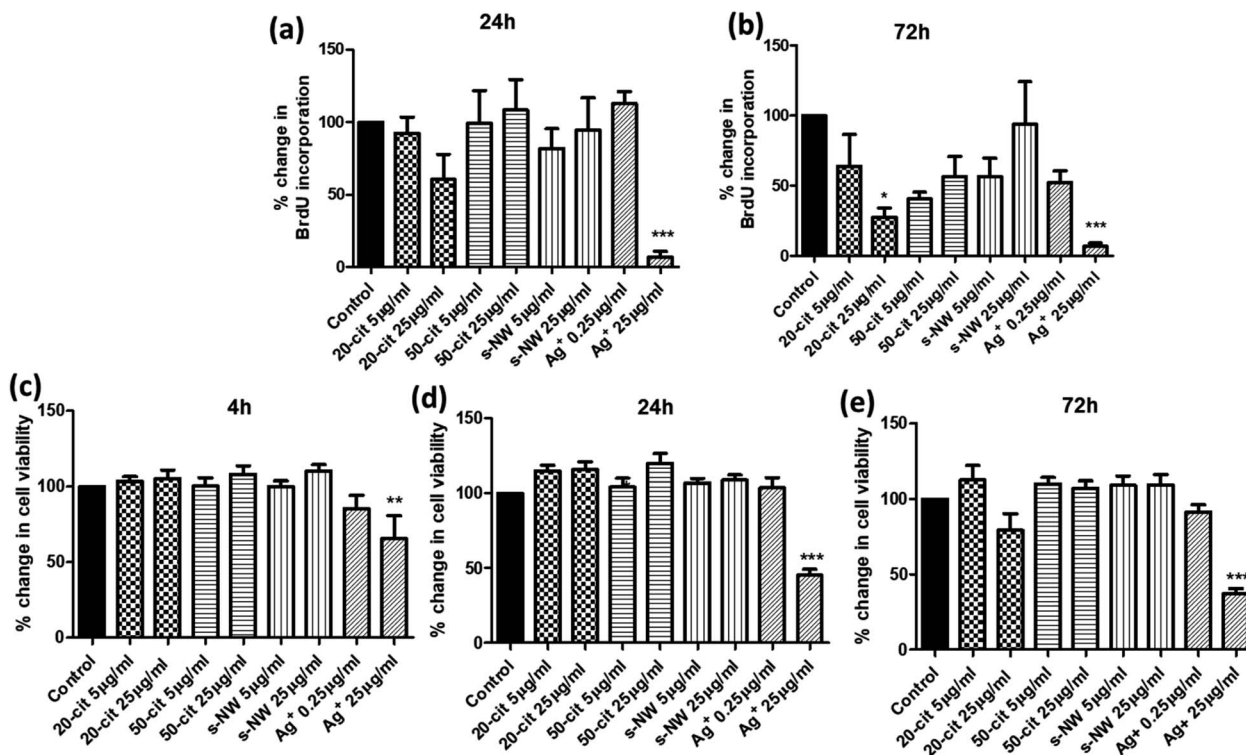 (a)
24h
% change in
BrdU incorporation
150
100
50
0
***
Control
20-cit 5µg/ml
20-cit 25µg/ml
50-cit 5µg/ml
50-cit 25µg/ml
s-NW 5µg/ml
s-NW 25µg/ml
Ag⁺ 0.25µg/ml
Ag⁺ 25µg/ml
(b)
72h
% change in
BrdU incorporation
150
100
50
0
*
***
Control
20-cit 5µg/ml
20-cit 25µg/ml
50-cit 5µg/ml
50-cit 25µg/ml
s-NW 5µg/ml
s-NW 25µg/ml
Ag⁺ 0.25µg/ml
Ag⁺ 25µg/ml
(c)
4h
% change in cell viability
150
100
50
0
**
Control
20-cit 5µg/ml
20-cit 25µg/ml
50-cit 5µg/ml
50-cit 25µg/ml
s-NW 5µg/ml
s-NW 25µg/ml
Ag⁺ 0.25µg/ml
Ag⁺ 25µg/ml
(d)
24h
% change in cell viability
150
100
50
0
***
Control
20-cit 5µg/ml
20-cit 25µg/ml
50-cit 5µg/ml
50-cit 25µg/ml
s-NW 5µg/ml
s-NW 25µg/ml
Ag⁺ 0.25µg/ml
Ag⁺ 25µg/ml
(e)
72h
% change in cell viability
150
100
50
0
***
Control
20-cit 5µg/ml
20-cit 25µg/ml
50-cit 5µg/ml
50-cit 25µg/ml
s-NW 5µg/ml
s-NW 25µg/ml
Ag+ 0.25µg/ml
Ag+ 25µg/ml